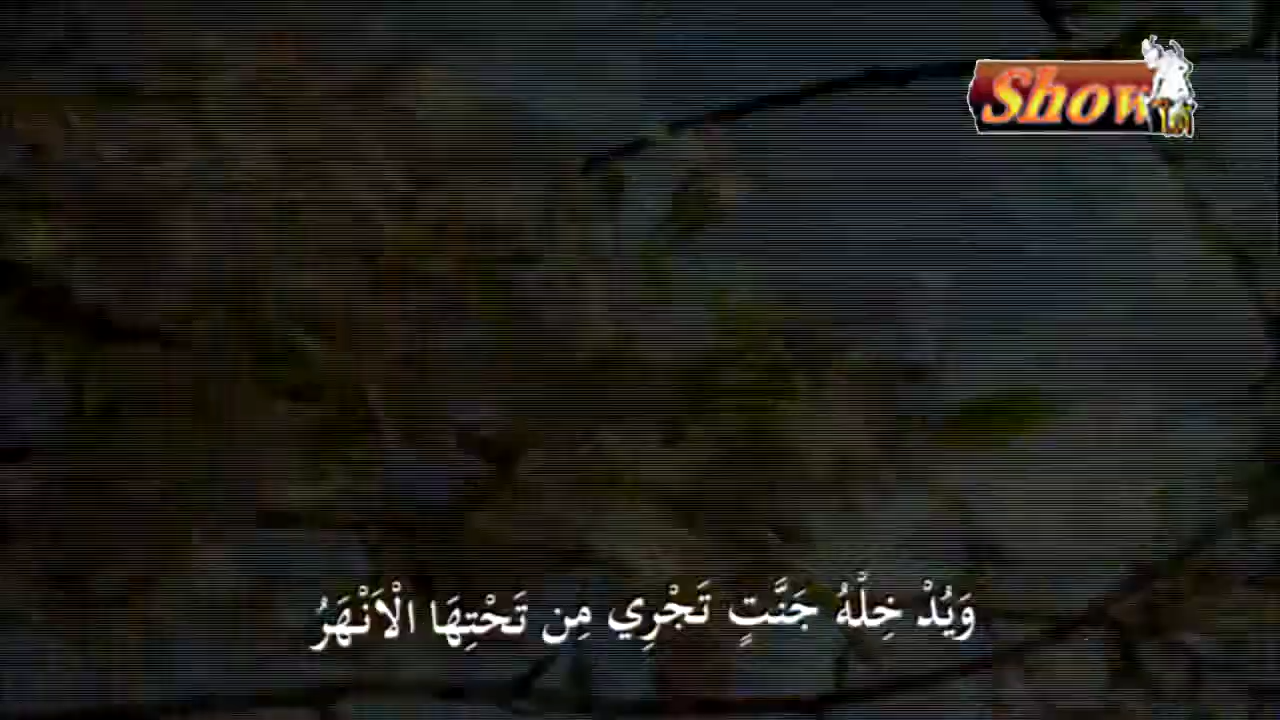 Show
وَيُدْ خِلْهُ جَنَّتٍ تَجْرِي مِن تَحْتِهَا الْاَنْهَرُ